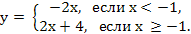 y = { −2x, если x < −1,
2x + 4, если x ≥ −1.